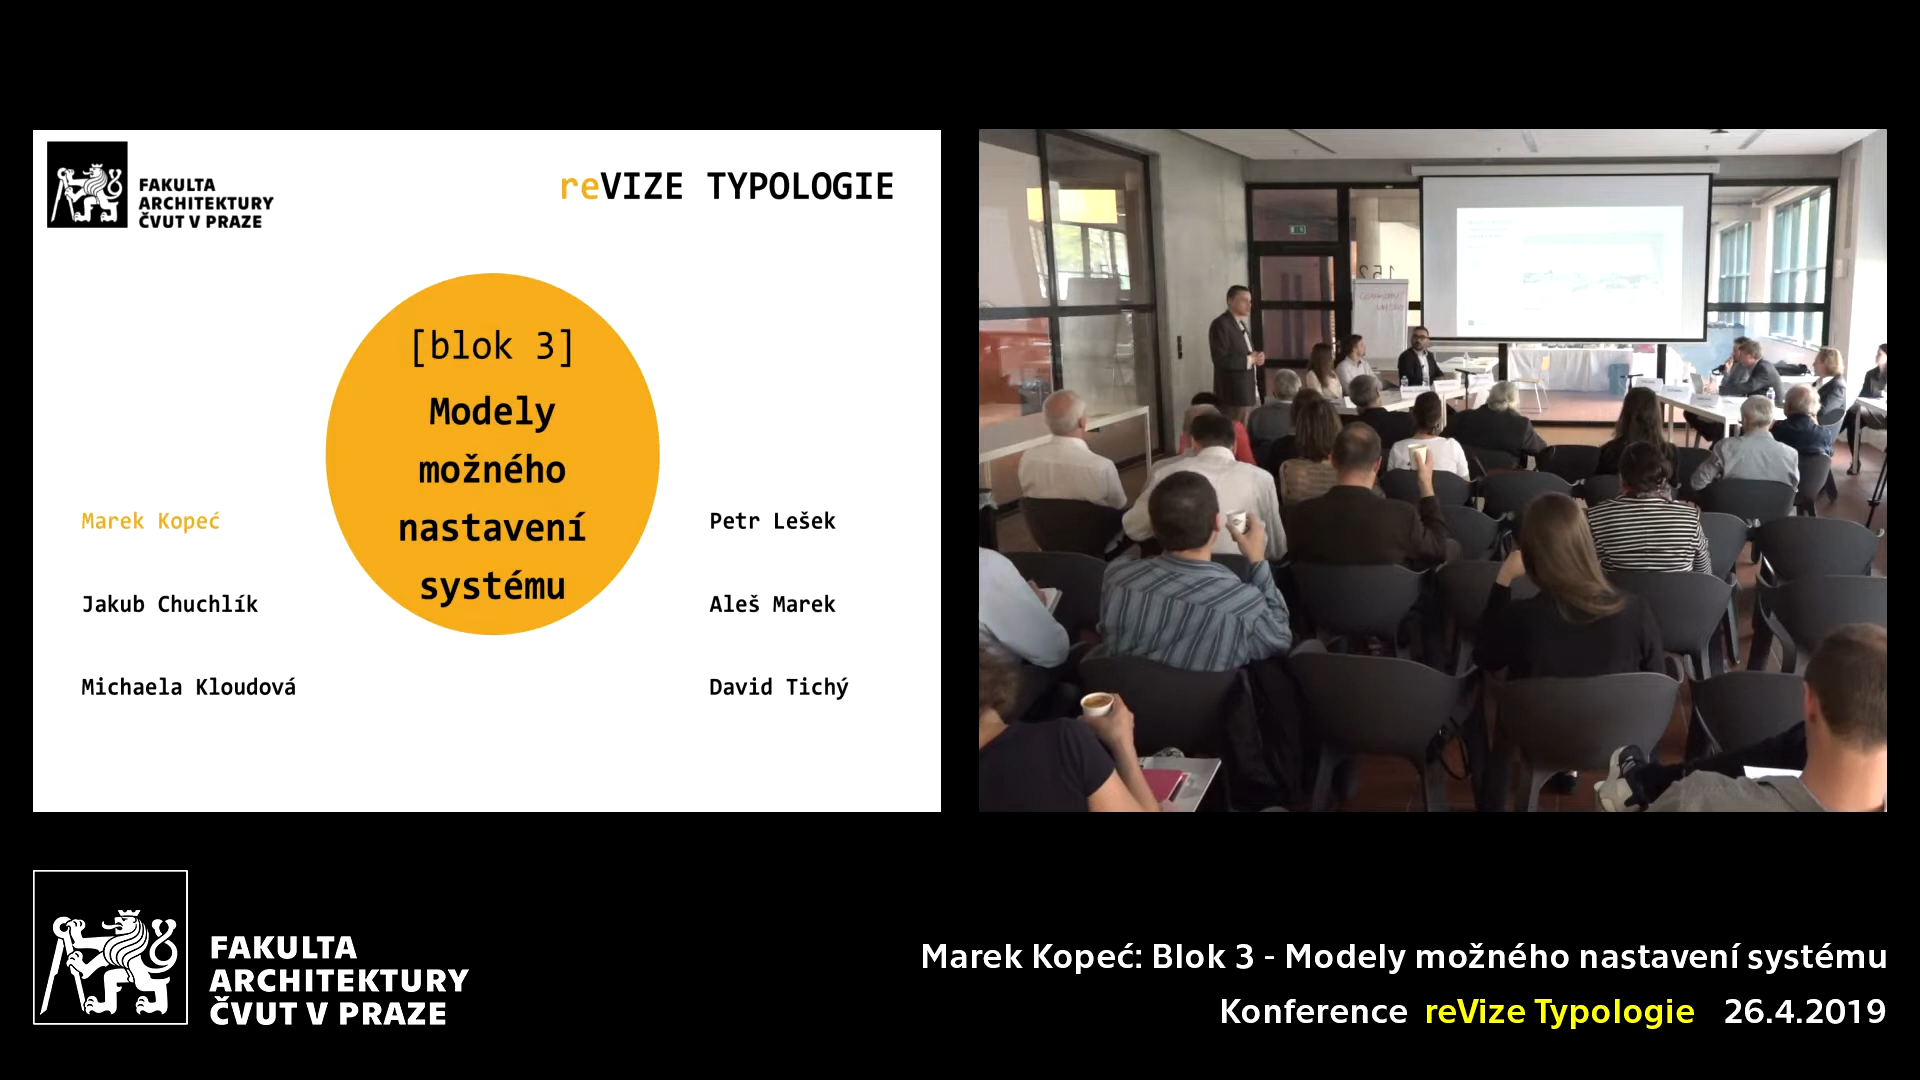 FAKULTA
ARCHITEKTURY
ČVUT V PRAZE
reVIZE TYPOLOGIE
[blok 3]
Modely
možného
nastavení
systému
Marek Kopeć
Jakub Chuchlík
Michaela Kloudová
Petr Lešek
Aleš Marek
David Tichý
152
FAKULTA
ARCHITEKTURY
ČVUT V PRAZE
Marek Kopeć: Blok 3 - Modely možného nastavení systému
Konference reVize Typologie 26.4.2019